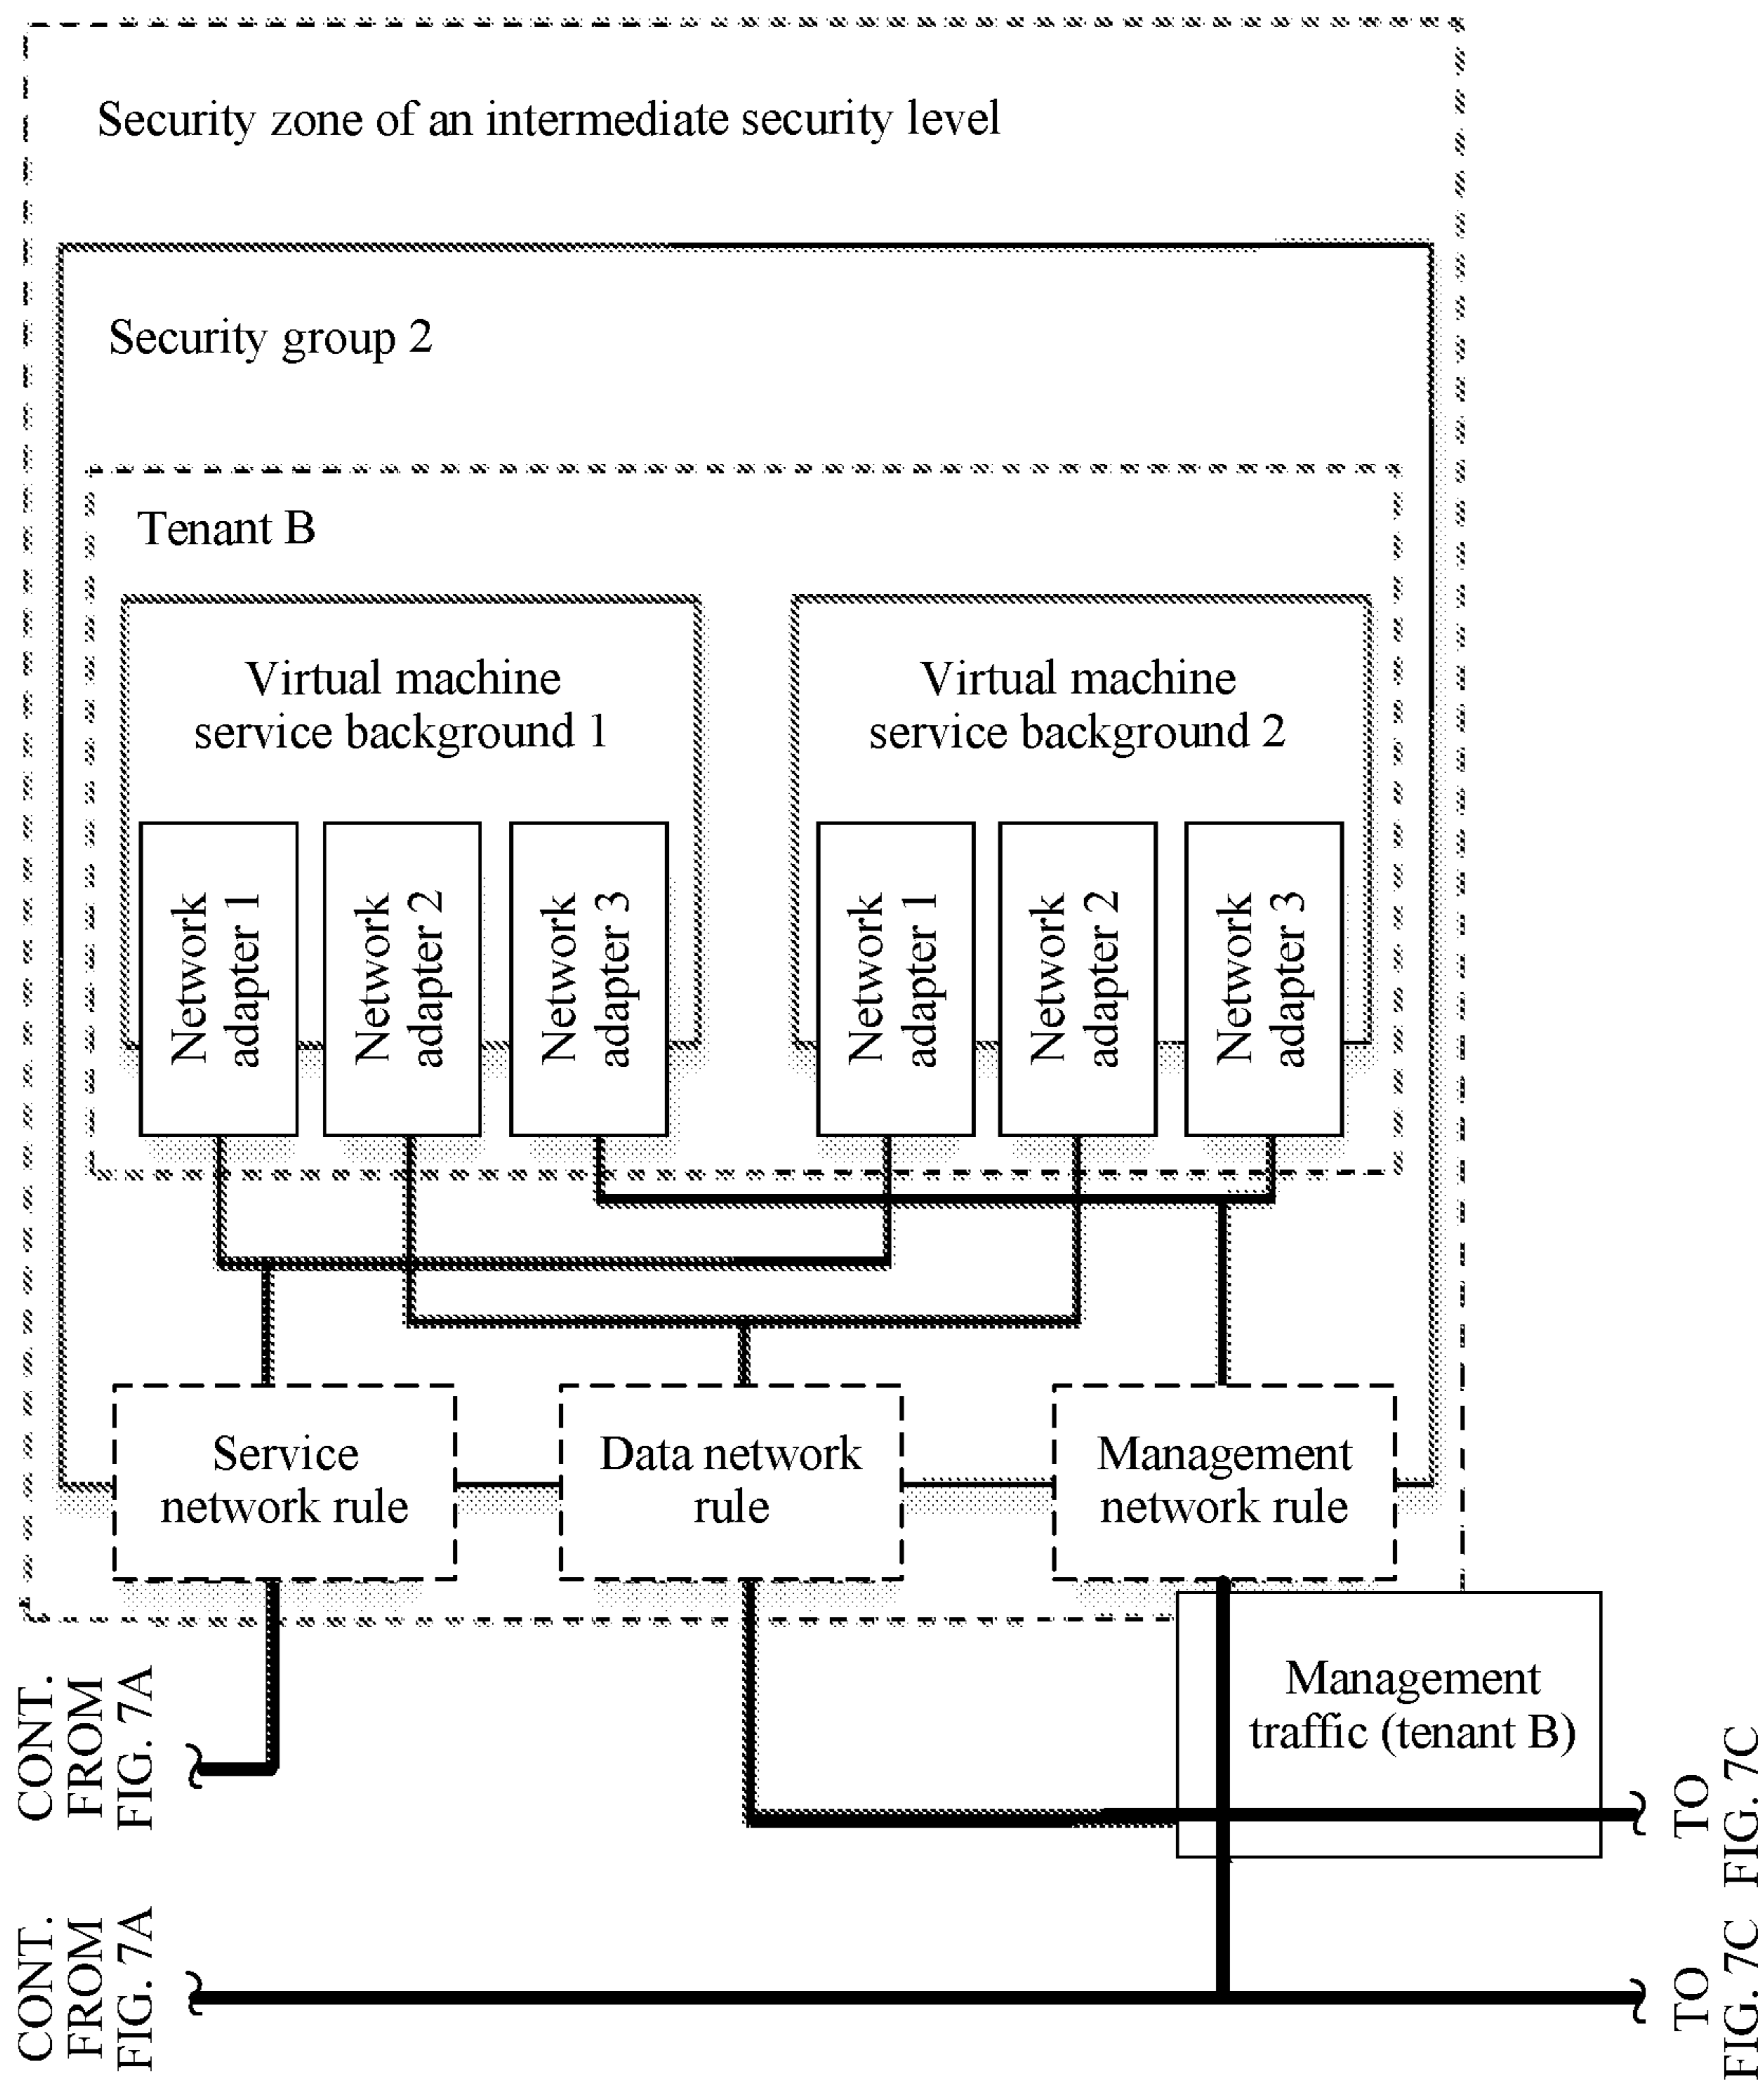 Security zone of an intermediate security level
Security group 2
Tenant B
Virtual machine
service background 1
Virtual machine
service background 2
Network
adapter 1
Network
adapter 2
Network
adapter 3
Network
adapter 1
Network
adapter 2
Network
adapter 3
Service
network rule
Data network
rule
Management
network rule
Management
traffic (tenant B)
CONT.
FROM
FIG. 7A
TO
FIG. 7C
CONT.
FROM
FIG. 7A
TO
FIG. 7C